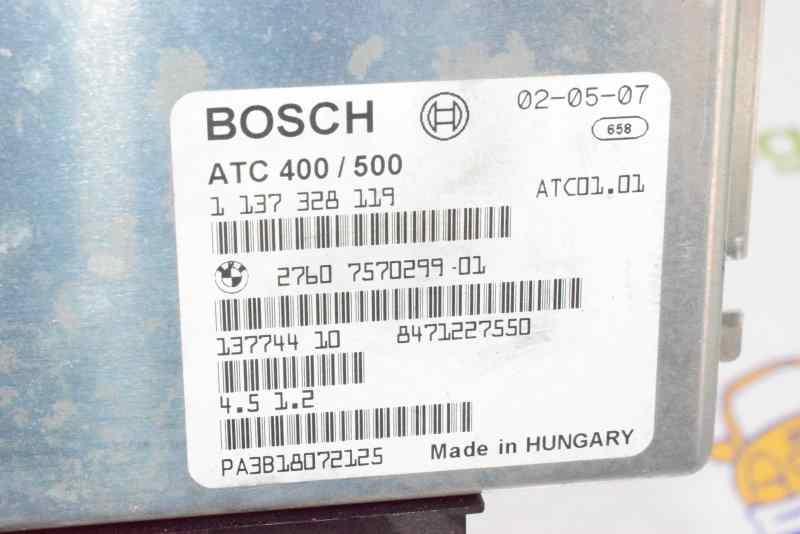 BOSCH
02-05-07
658
ATC 400 / 500
1 137 328 119
ATC01.01
2760 7570299-01
137744 10 8471227550
4.5 1.2
PA3B18072125
Made in HUNGARY